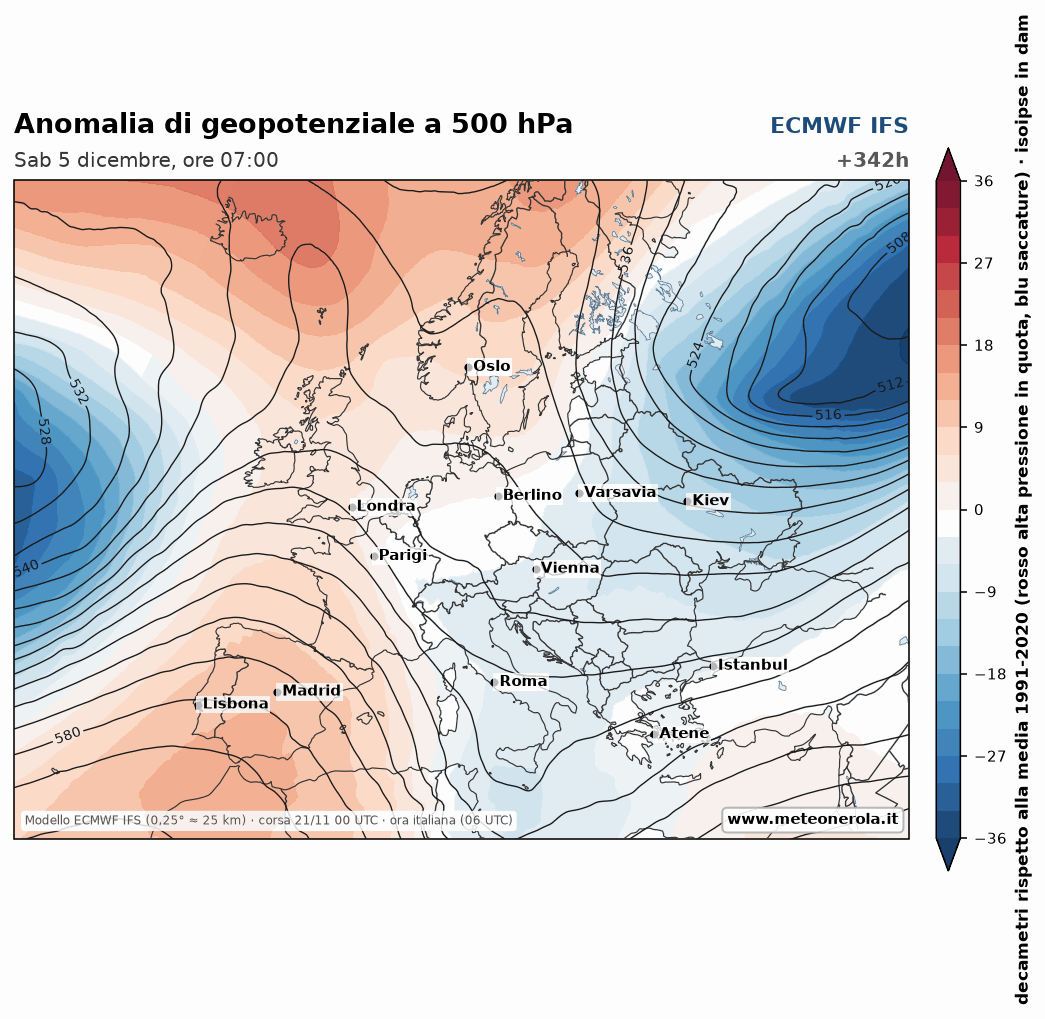 Anomalia di geopotenziale a 500 hPa
ECMWF IFS
Sab 5 dicembre, ore 07:00
+342h
decametri rispetto alla media 1991-2020 (rosso alta pressione in quota, blu saccature) · isoipse in dam
36
27
18
9
0
−9
−18
−27
−36
520
508
536
524
512
516
532
528
540
580
Oslo
Berlino
Varsavia
Kiev
Londra
Parigi
Vienna
Istanbul
Roma
Madrid
Lisbona
Atene
Modello ECMWF IFS (0,25° ≈ 25 km) · corsa 21/11 00 UTC · ora italiana (06 UTC)
www.meteonerola.it